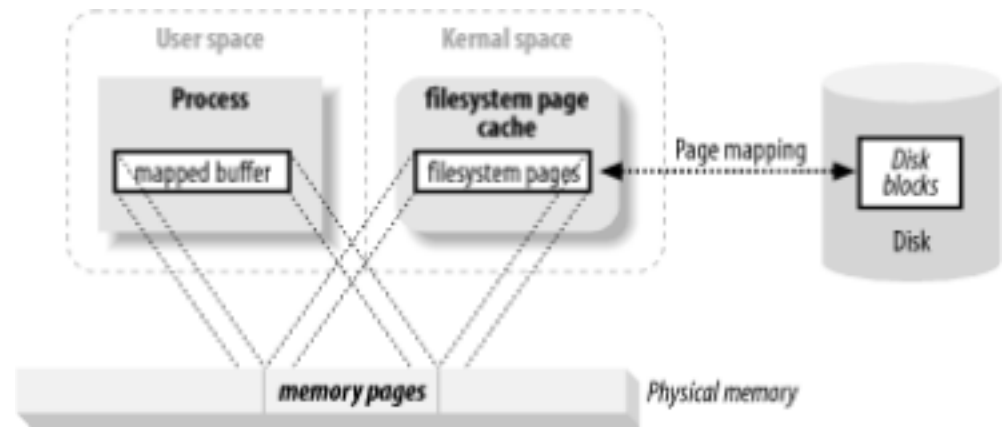 User space
Kernal space
Process
filesystem page
cache
mapped buffer
filesystem pages
Page mapping
Disk
blocks
Disk
memory pages
Physical memory